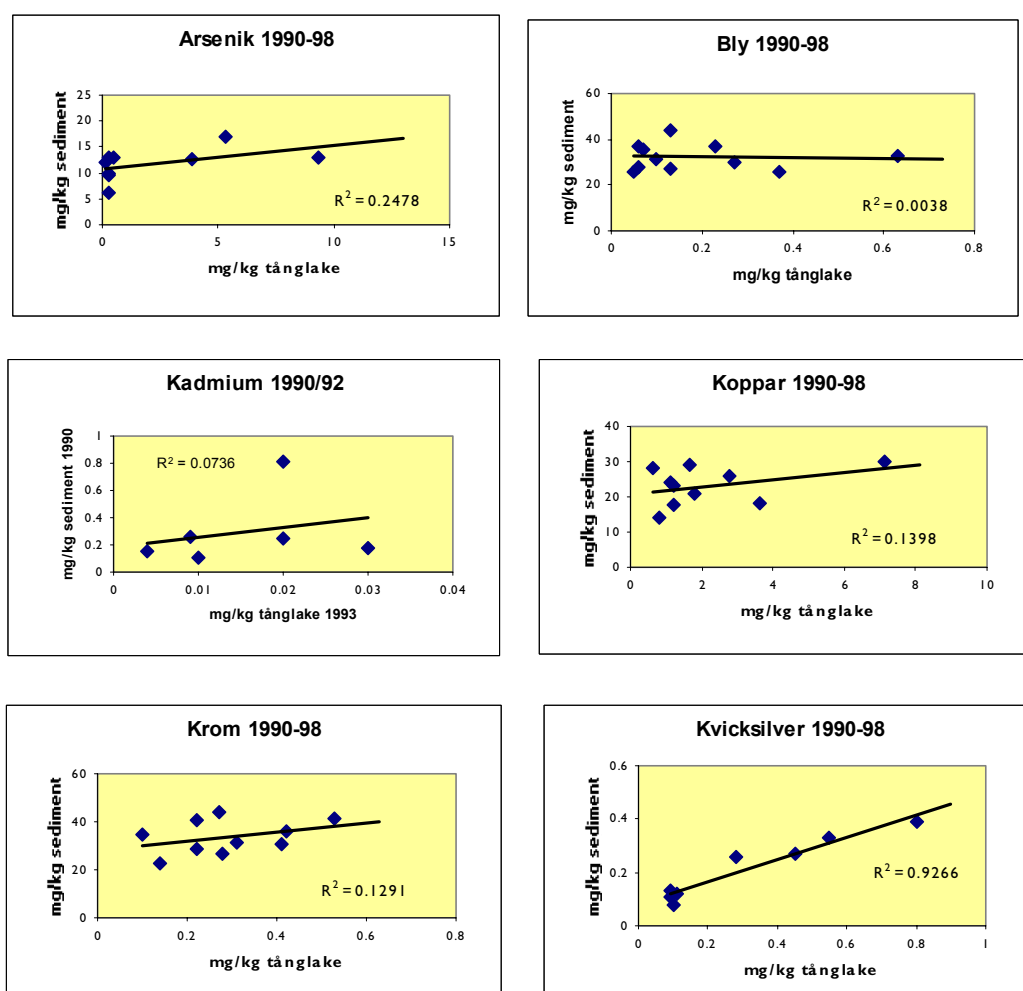 Arsenik 1990-98
mg/kg sediment
25
20
15
10
5
0
R² = 0.2478
0 5 10 15
mg/kg tånglake
Bly 1990-98
mg/kg sediment
60
40
20
0
R² = 0.0038
0 0.2 0.4 0.6 0.8
mg/kg tånglake
Kadmium 1990/92
mg/kg sediment 1990
1
0.8
0.6
0.4
0.2
0
R² = 0.0736
0 0.01 0.02 0.03 0.04
mg/kg tånglake 1993
Koppar 1990-98
mg/kg sediment
40
30
20
10
0
R² = 0.1398
0 2 4 6 8 10
mg/kg tånglake
Krom 1990-98
mg/kg sediment
60
40
20
0
R² = 0.1291
0 0.2 0.4 0.6 0.8
mg/kg tånglake
Kvicksilver 1990-98
mg/kg sediment
0.6
0.4
0.2
0
R² = 0.9266
0 0.2 0.4 0.6 0.8 1
mg/kg tånglake